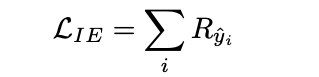 $\mathcal{L}_{IE} = \sum_{i} R_{\hat{y}_i}$